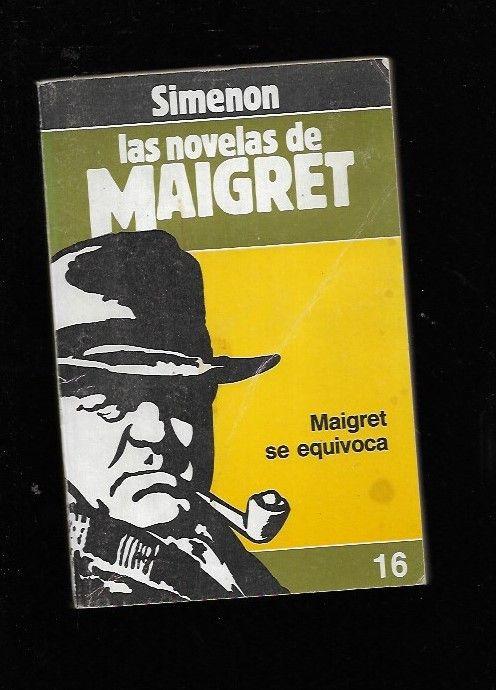 Simenon
las novelas de
MAIGRET
Maigret
se equivoca
16